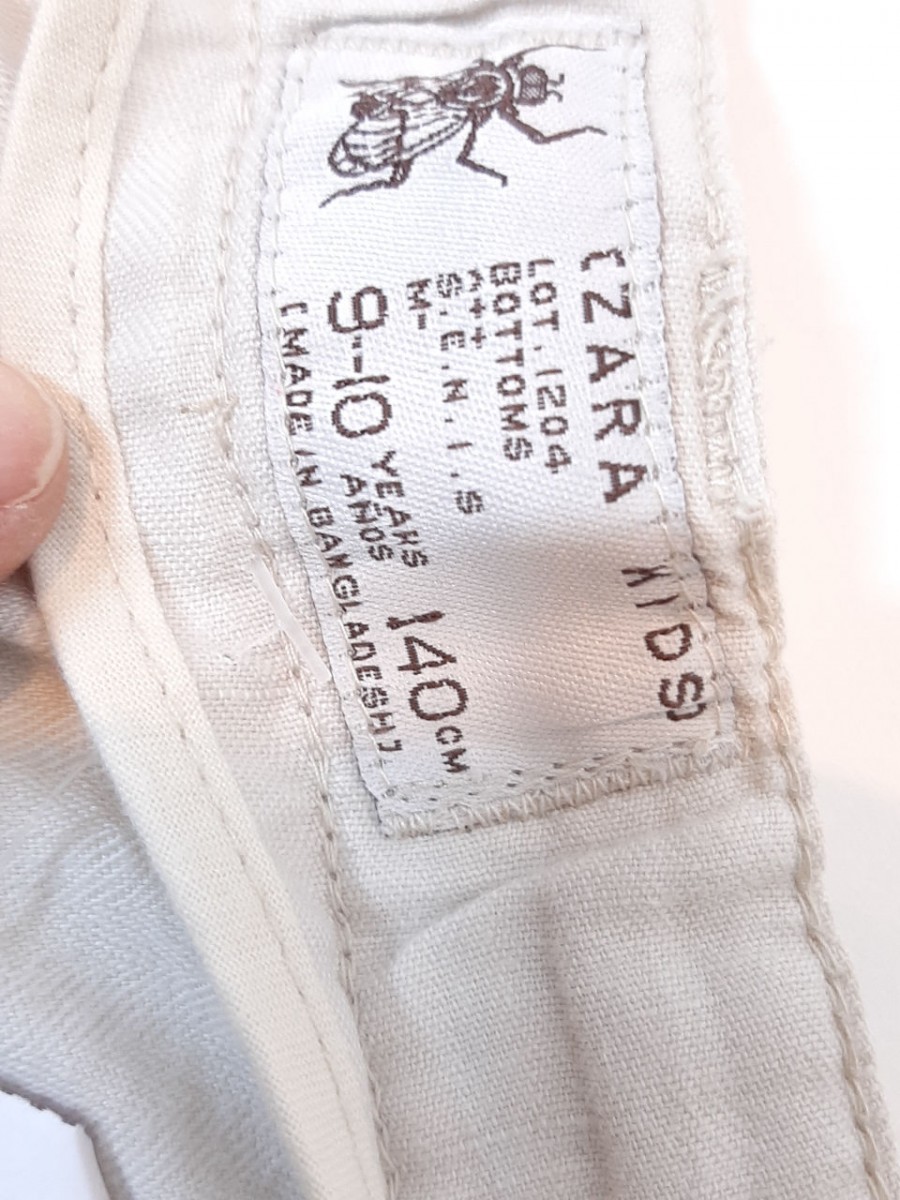 [ZARA KIDS]
LOT.1204
BOTTOMS
S.E.N.I.S
M-
9-10 YEARS AÑOS 140CM
[MADE IN BANGLADESH].